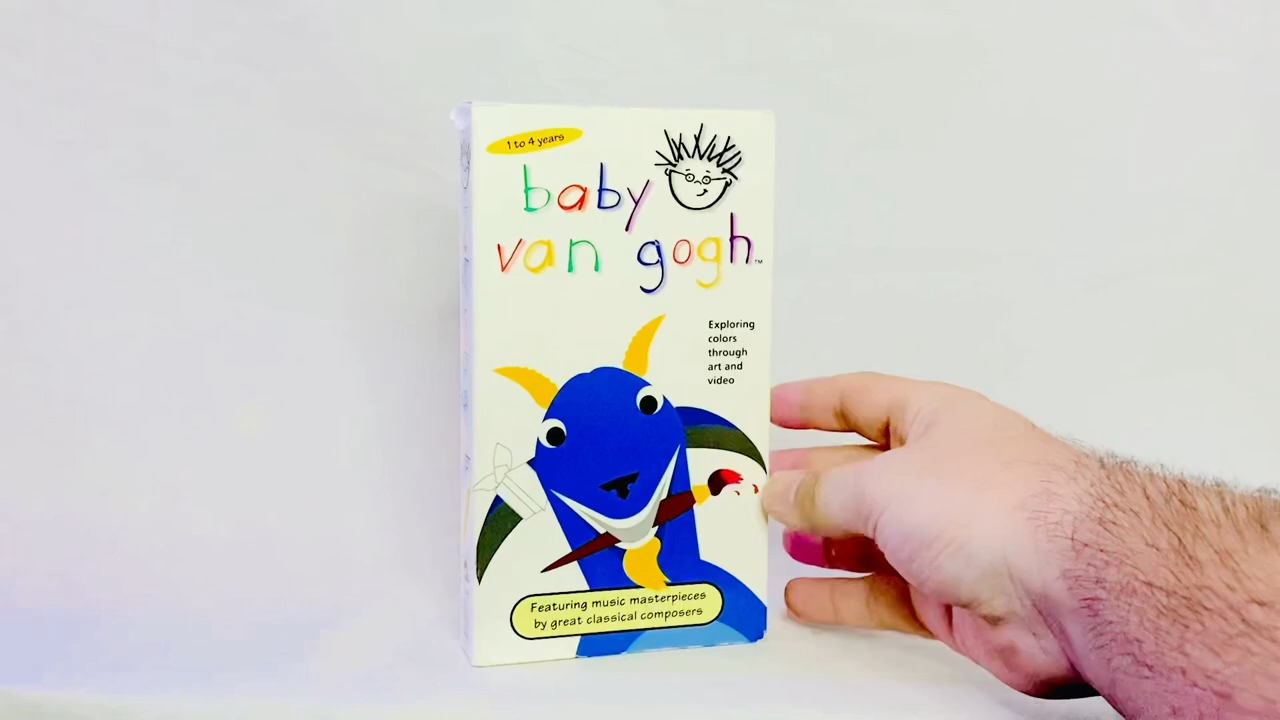 1 to 4 years
baby
van gogh™
Exploring
colors
through
art and
video
Featuring music masterpieces
by great classical composers